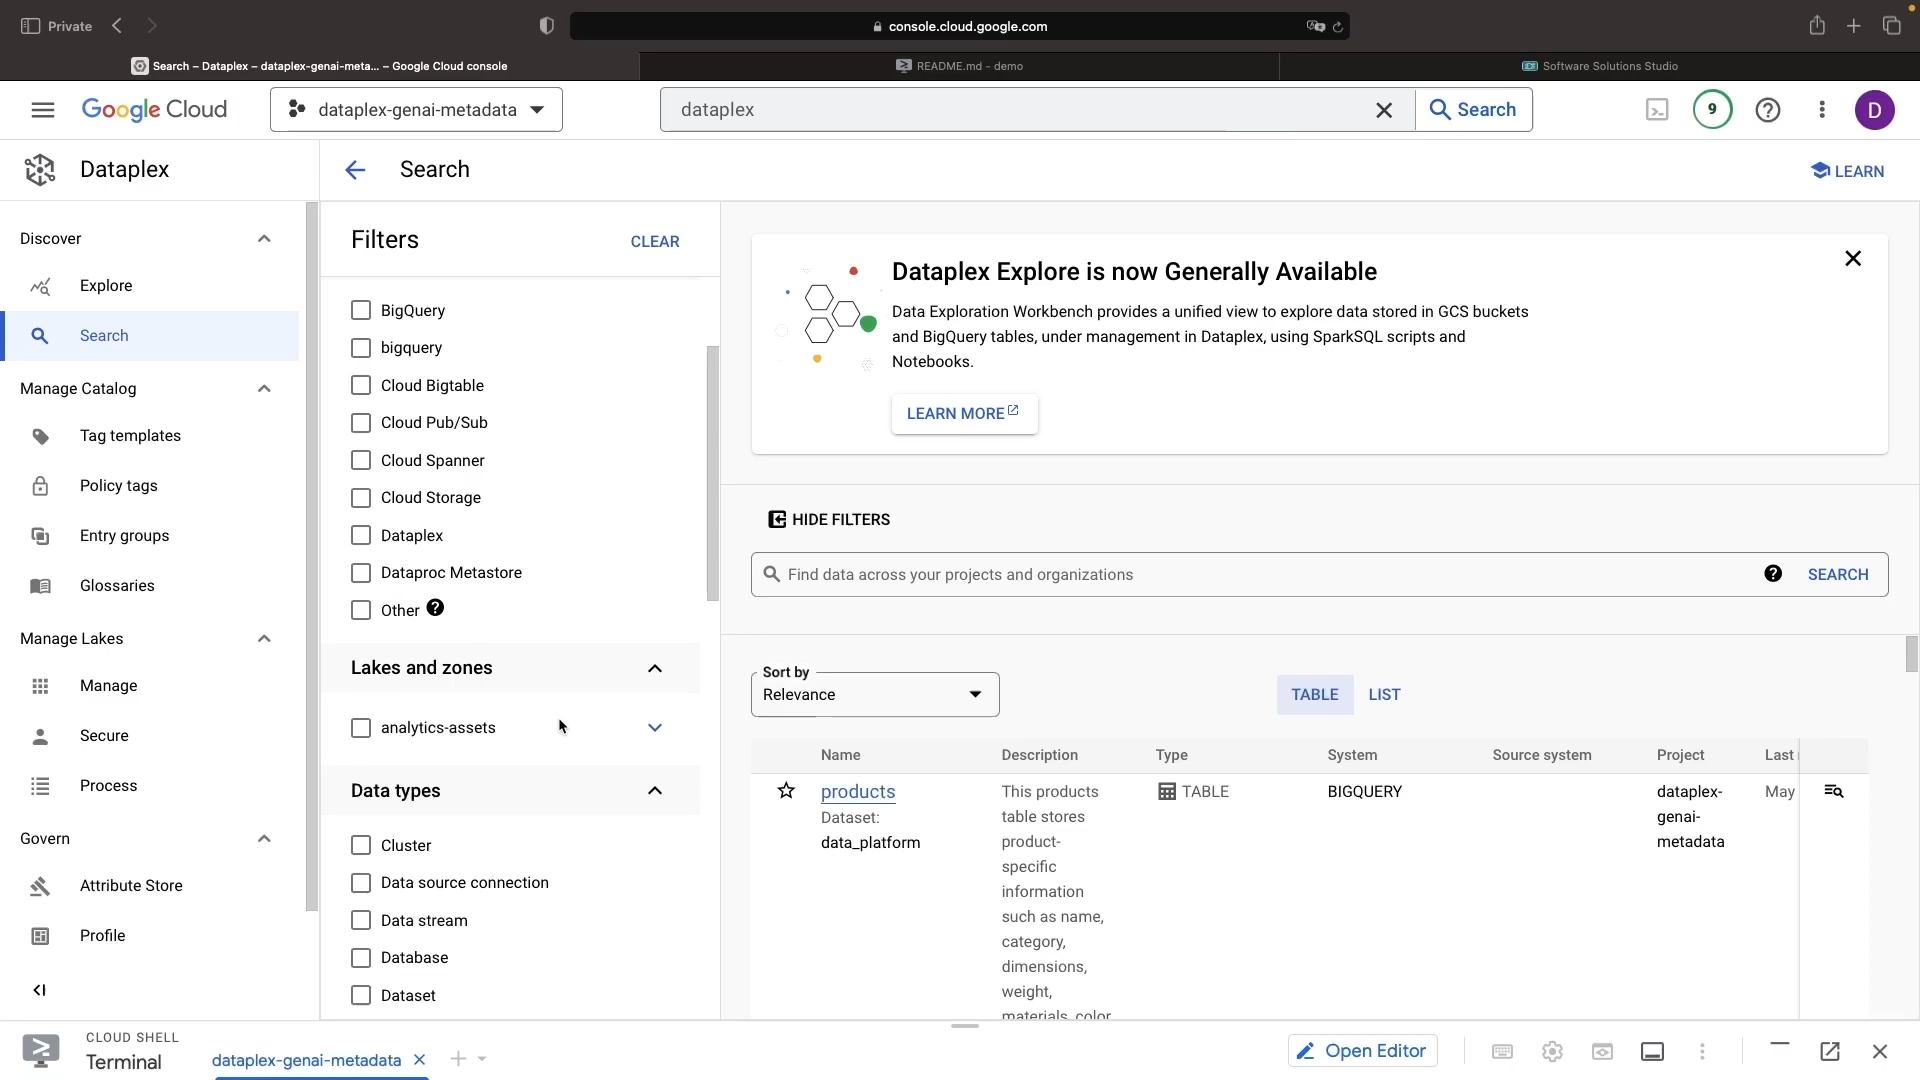 Private
console.cloud.google.com
Search – Dataplex – dataplex-genai-meta... – Google Cloud console
README.md - demo
Software Solutions Studio
Google Cloud
dataplex-genai-metadata
dataplex
Search
9
D
Dataplex
Search
LEARN
Discover
Explore
Search
Manage Catalog
Tag templates
Policy tags
Entry groups
Glossaries
Manage Lakes
Manage
Secure
Process
Govern
Attribute Store
Profile
Filters
CLEAR
BigQuery
bigquery
Cloud Bigtable
Cloud Pub/Sub
Cloud Spanner
Cloud Storage
Dataplex
Dataproc Metastore
Other
Lakes and zones
analytics-assets
Data types
Cluster
Data source connection
Data stream
Database
Dataset
Dataplex Explore is now Generally Available
Data Exploration Workbench provides a unified view to explore data stored in GCS buckets
and BigQuery tables, under management in Dataplex, using SparkSQL scripts and
Notebooks.
LEARN MORE
HIDE FILTERS
Find data across your projects and organizations
SEARCH
Sort by
Relevance
TABLE
LIST
Name
Description
Type
System
Source system
Project
Last
products
Dataset:
data_platform
This products
table stores
product-
specific
information
such as name,
category,
dimensions,
weight,
materials, color
TABLE
BIGQUERY
dataplex-
genai-
metadata
May
CLOUD SHELL
Terminal
dataplex-genai-metadata
Open Editor